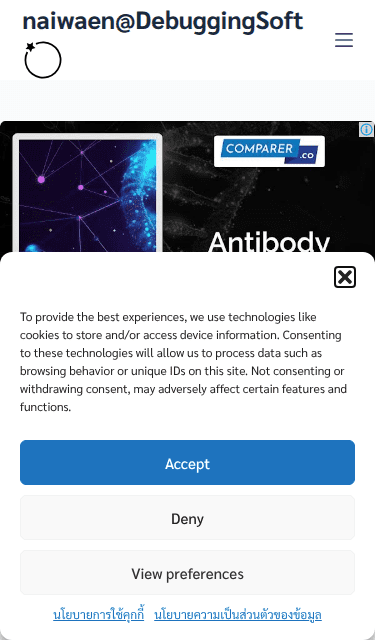 naiwaen@DebuggingSoft
COMPARER
.co
Antibody
To provide the best experiences, we use technologies like
cookies to store and/or access device information. Consenting
to these technologies will allow us to process data such as
browsing behavior or unique IDs on this site. Not consenting or
withdrawing consent, may adversely affect certain features and
functions.
Accept
Deny
View preferences
นโยบายการใช้คุกกี้ นโยบายความเป็นส่วนตัวของข้อมูล